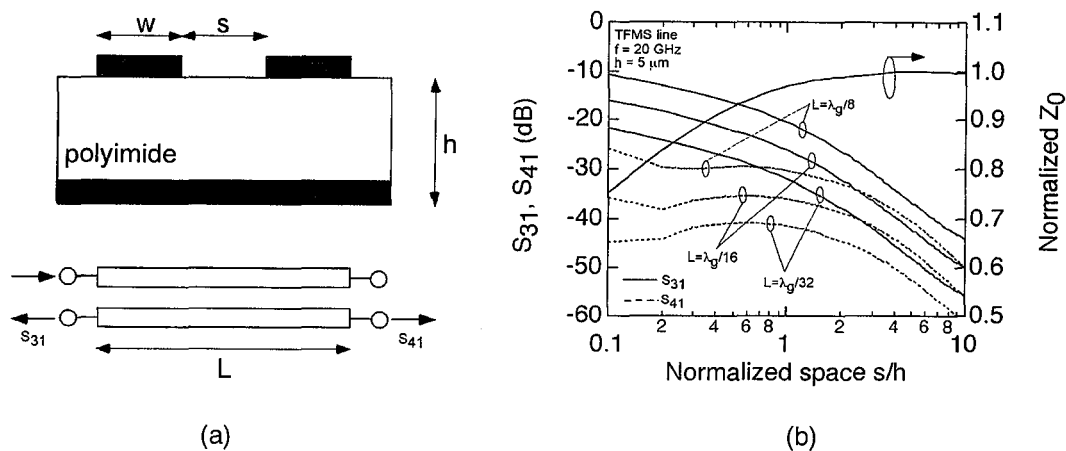 W
S
polyimide
h
S31
S41
L
(a)
TFMS line
f = 20 GHz
h = 5 μm
L=λg/8
L=λg/16
L=λg/32
S31
S41
0
-10
-20
-30
-40
-50
-60
S31, S41 (dB)
1.1
1.0
0.9
0.8
0.7
0.6
0.5
Normalized Z0
0.1
2
4
6
8
1
2
4
6
8
10
Normalized space s/h
(b)